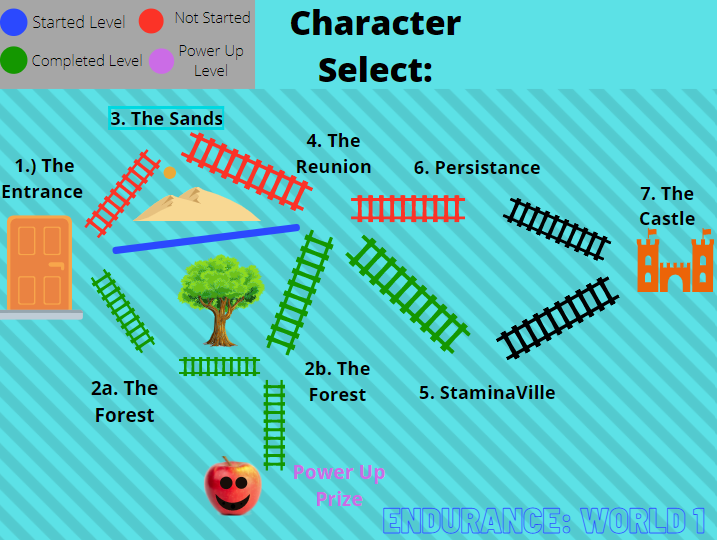 Started Level
Not Started
Completed Level
Power Up
Level
Character
Select:
3. The Sands
4. The
Reunion
6. Persistance
1.) The
Entrance
7. The
Castle
2a. The
Forest
2b. The
Forest
5. StaminaVille
Power Up
Prize
ENDURANCE: WORLD 1